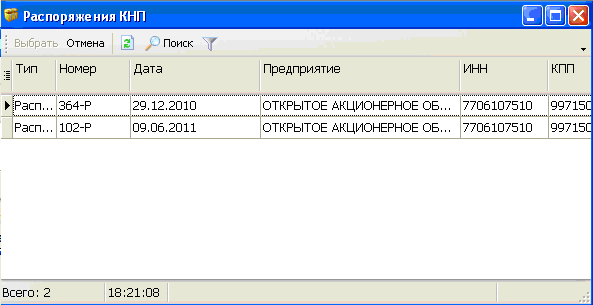 Распоряжения КНП
Выбрать Отмена Поиск
Тип Номер Дата Предприятие ИНН КПП
Расп... 364-Р 29.12.2010 ОТКРЫТОЕ АКЦИОНЕРНОЕ ОБ... 7706107510 997150
Расп... 102-Р 09.06.2011 ОТКРЫТОЕ АКЦИОНЕРНОЕ ОБ... 7706107510 997150
Всего: 2 18:21:08